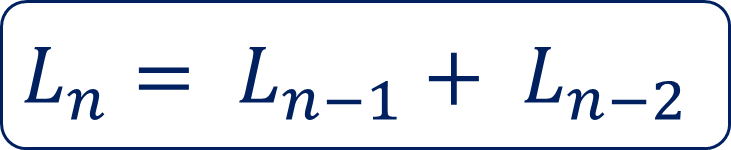 Lₙ = Lₙ₋₁ + Lₙ₋₂